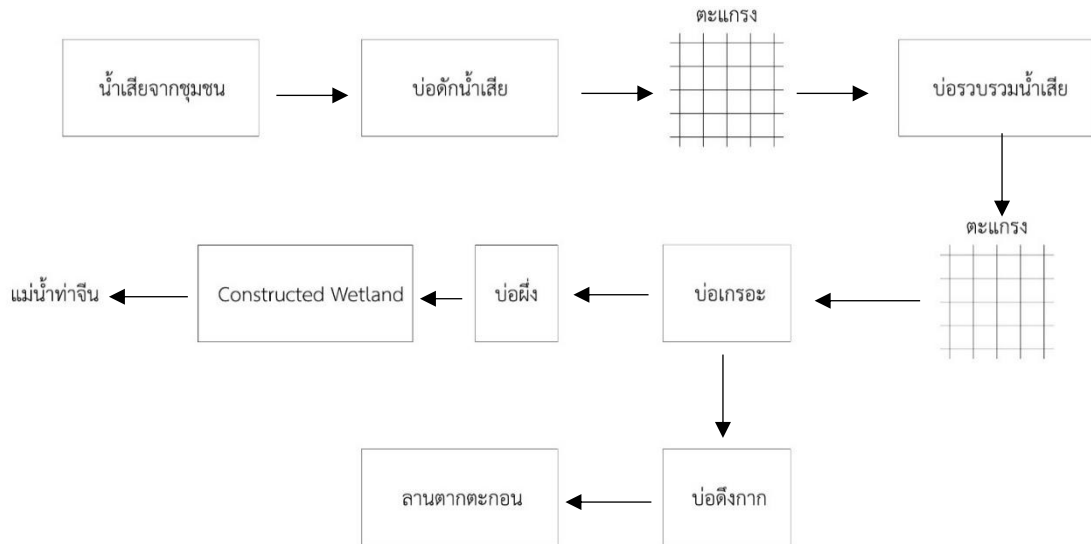 ตะแกรง
น้ำเสียจากชุมชน
บ่อดักน้ำเสีย
บ่อรวบรวมน้ำเสีย
ตะแกรง
แม่น้ำท่าจีน
Constructed Wetland
บ่อผึ่ง
บ่อเกรอะ
ลานตากตะกอน
บ่อดึงกาก